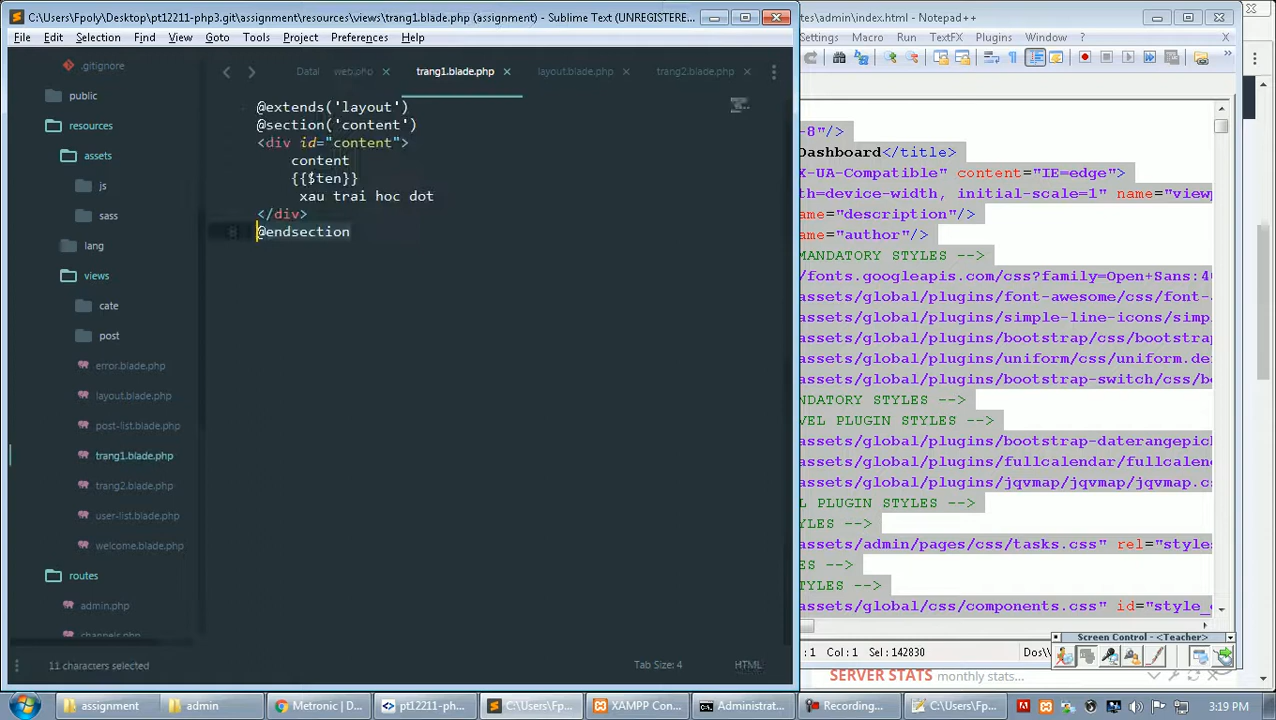 C:\Users\Fpoly\Desktop\pt12211-php3.git\assignment\resources\views\trang1.blade.php (assignment) - Sublime Text (UNREGISTERE...
File Edit Selection Find View Goto Tools Project Preferences Help
.gitignore
public
resources
assets
js
sass
lang
views
cate
post
error.blade.php
layout.blade.php
post-list.blade.php
trang1.blade.php
trang2.blade.php
user-list.blade.php
welcome.blade.php
routes
admin.php
channels.php
web.php trang1.blade.php layout.blade.php trang2.blade.php
@extends('layout')
@section('content')
<div id="content">
content
{{$ten}}
xau trai hoc dot
</div>
@endsection
11 characters selected Tab Size: 4 HTML
tes\admin\index.html - Notepad++
Settings Macro Run TextFX Plugins Window X
-8"/>
Dashboard</title>
X-UA-Compatible" content="IE=edge">
th=device-width, initial-scale=1" name="viewp
ame="description"/>
ame="author"/>
MANDATORY STYLES -->
/fonts.googleapis.com/css?family=Open+Sans:4
assets/global/plugins/font-awesome/css/font-
assets/global/plugins/simple-line-icons/simp
assets/global/plugins/bootstrap/css/bootstra
assets/global/plugins/uniform/css/uniform.de
assets/global/plugins/bootstrap-switch/css/b
NDATORY STYLES -->
VEL PLUGIN STYLES -->
assets/global/plugins/bootstrap-daterangepic
assets/global/plugins/fullcalendar/fullcalen
assets/global/plugins/jqvmap/jqvmap/jqvmap.c
L PLUGIN STYLES -->
YLES -->
assets/admin/pages/css/tasks.css" rel="styles
ES -->
TYLES -->
assets/global/css/components.css" id="style_
Screen Control - <Teacher>
: 1 Col : 1 Sel : 142830 Dos\
SERVER STATS monthly stats...
assignment admin Metronic | D... pt12211-ph... C:\Users\Fp... XAMPP Con... Administrat... Recording... C:\Users\Fp... 3:19 PM